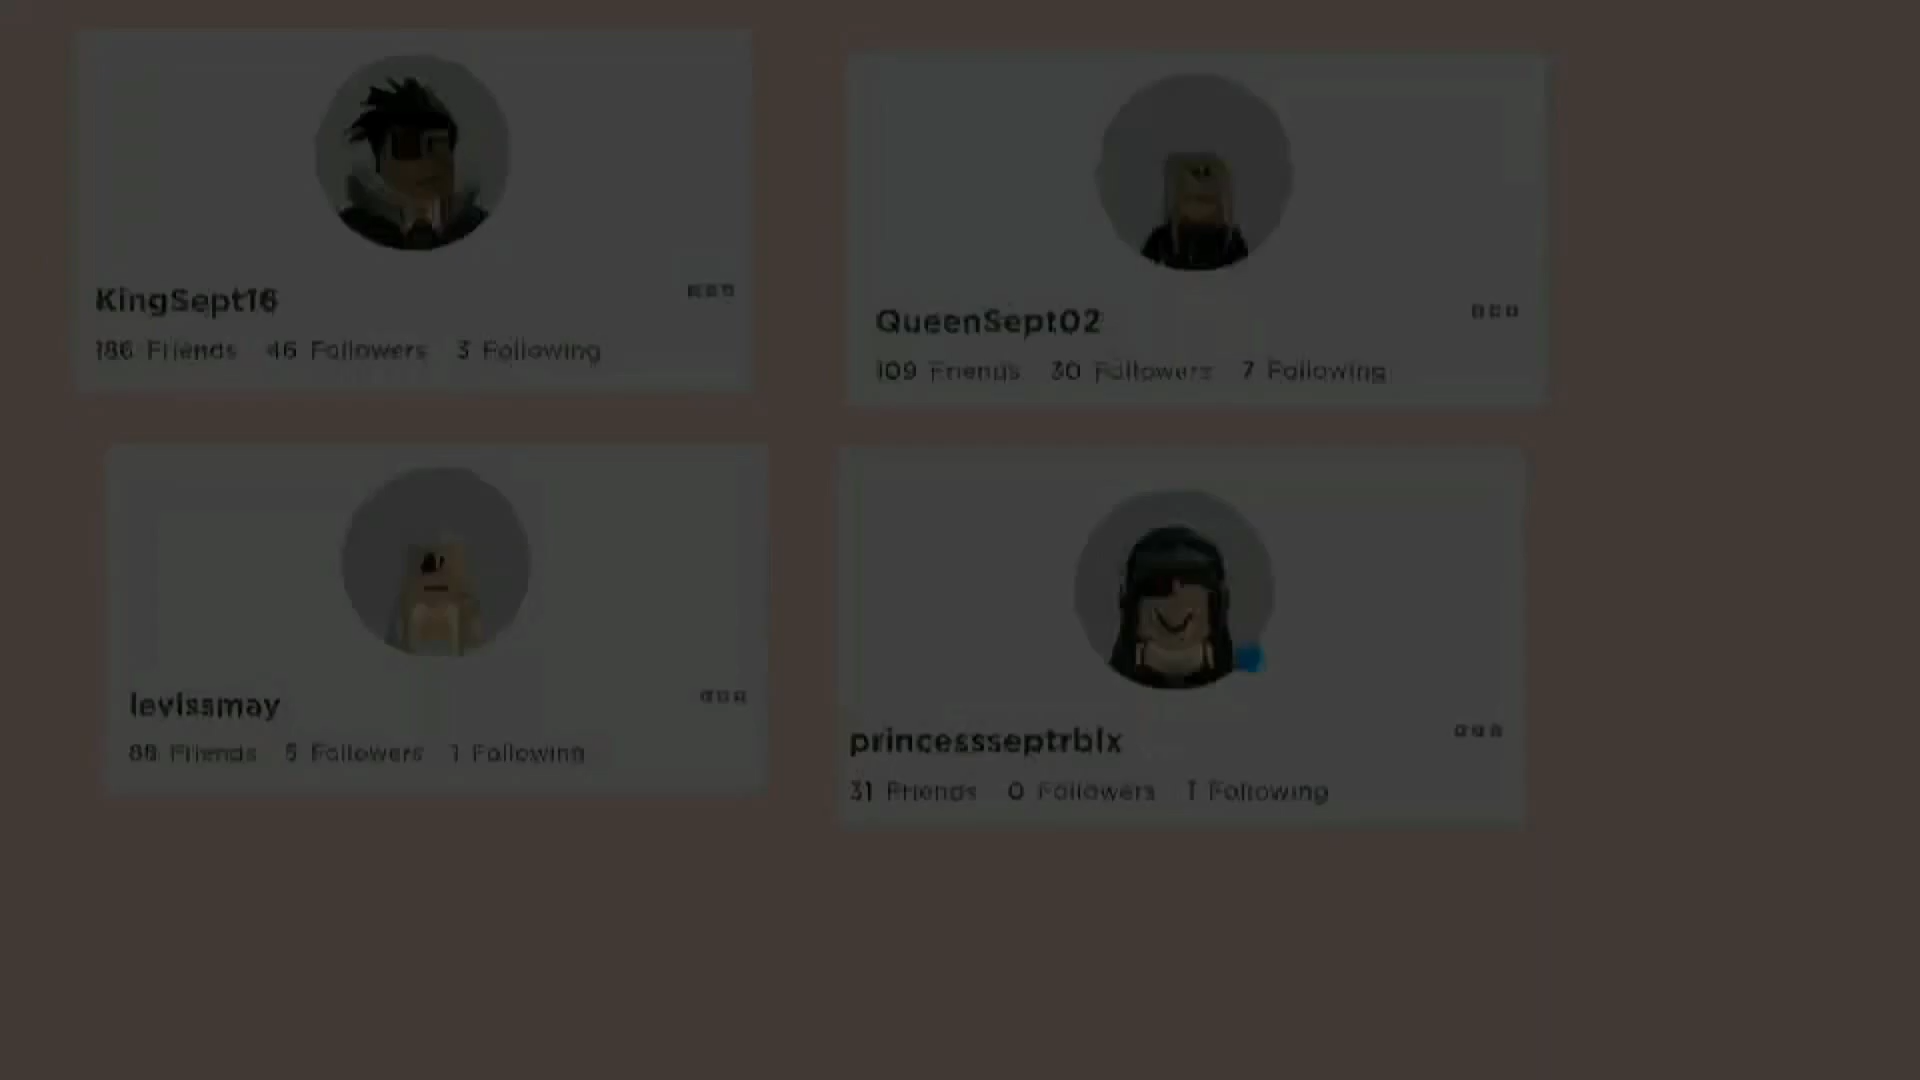 KingSept16
186 Friends 46 Followers 3 Following
QueenSept02
109 Friends 30 Followers 7 Following
levissmay
88 Friends 5 Followers 1 Following
princessseptrblx
31 Friends 0 Followers 1 Following